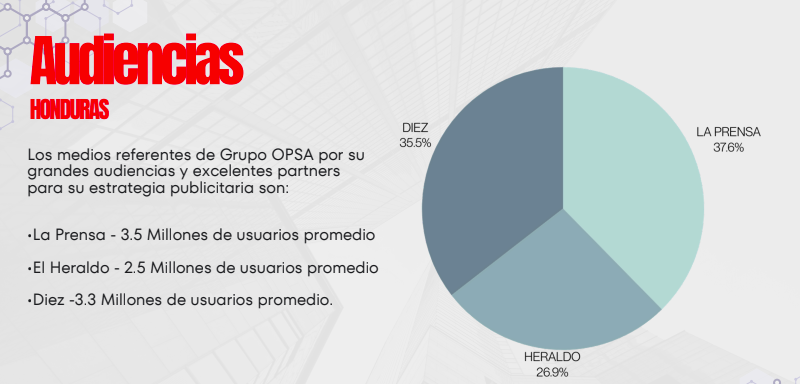 Audiencias
HONDURAS
Los medios referentes de Grupo OPSA por su
grandes audiencias y excelentes partners
para su estrategia publicitaria son:
·La Prensa - 3.5 Millones de usuarios promedio
·El Heraldo - 2.5 Millones de usuarios promedio
·Diez -3.3 Millones de usuarios promedio.
DIEZ
35.5%
LA PRENSA
37.6%
HERALDO
26.9%